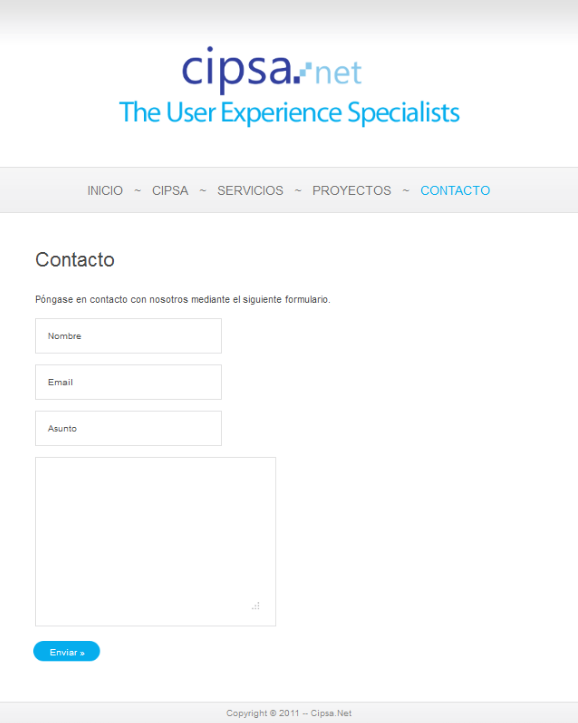 cipsa.net
The User Experience Specialists
INICIO ~ CIPSA ~ SERVICIOS ~ PROYECTOS ~ CONTACTO
Contacto
Póngase en contacto con nosotros mediante el siguiente formulario.
Nombre
Email
Asunto
Enviar »
Copyright © 2011 – Cipsa.Net